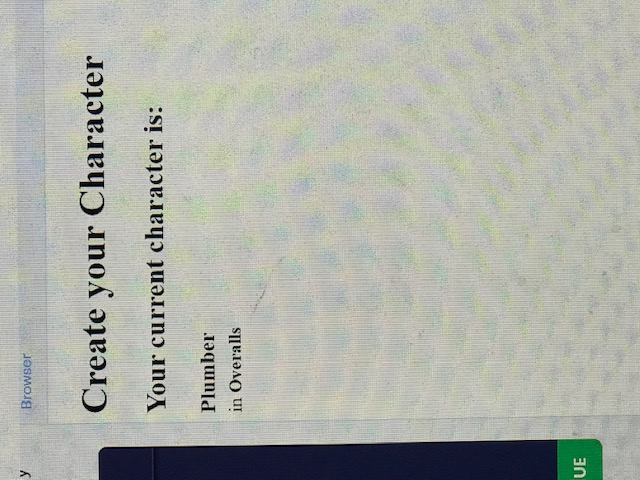 y
Browser
Create your Character
Your current character is:
Plumber
in Overalls
UE